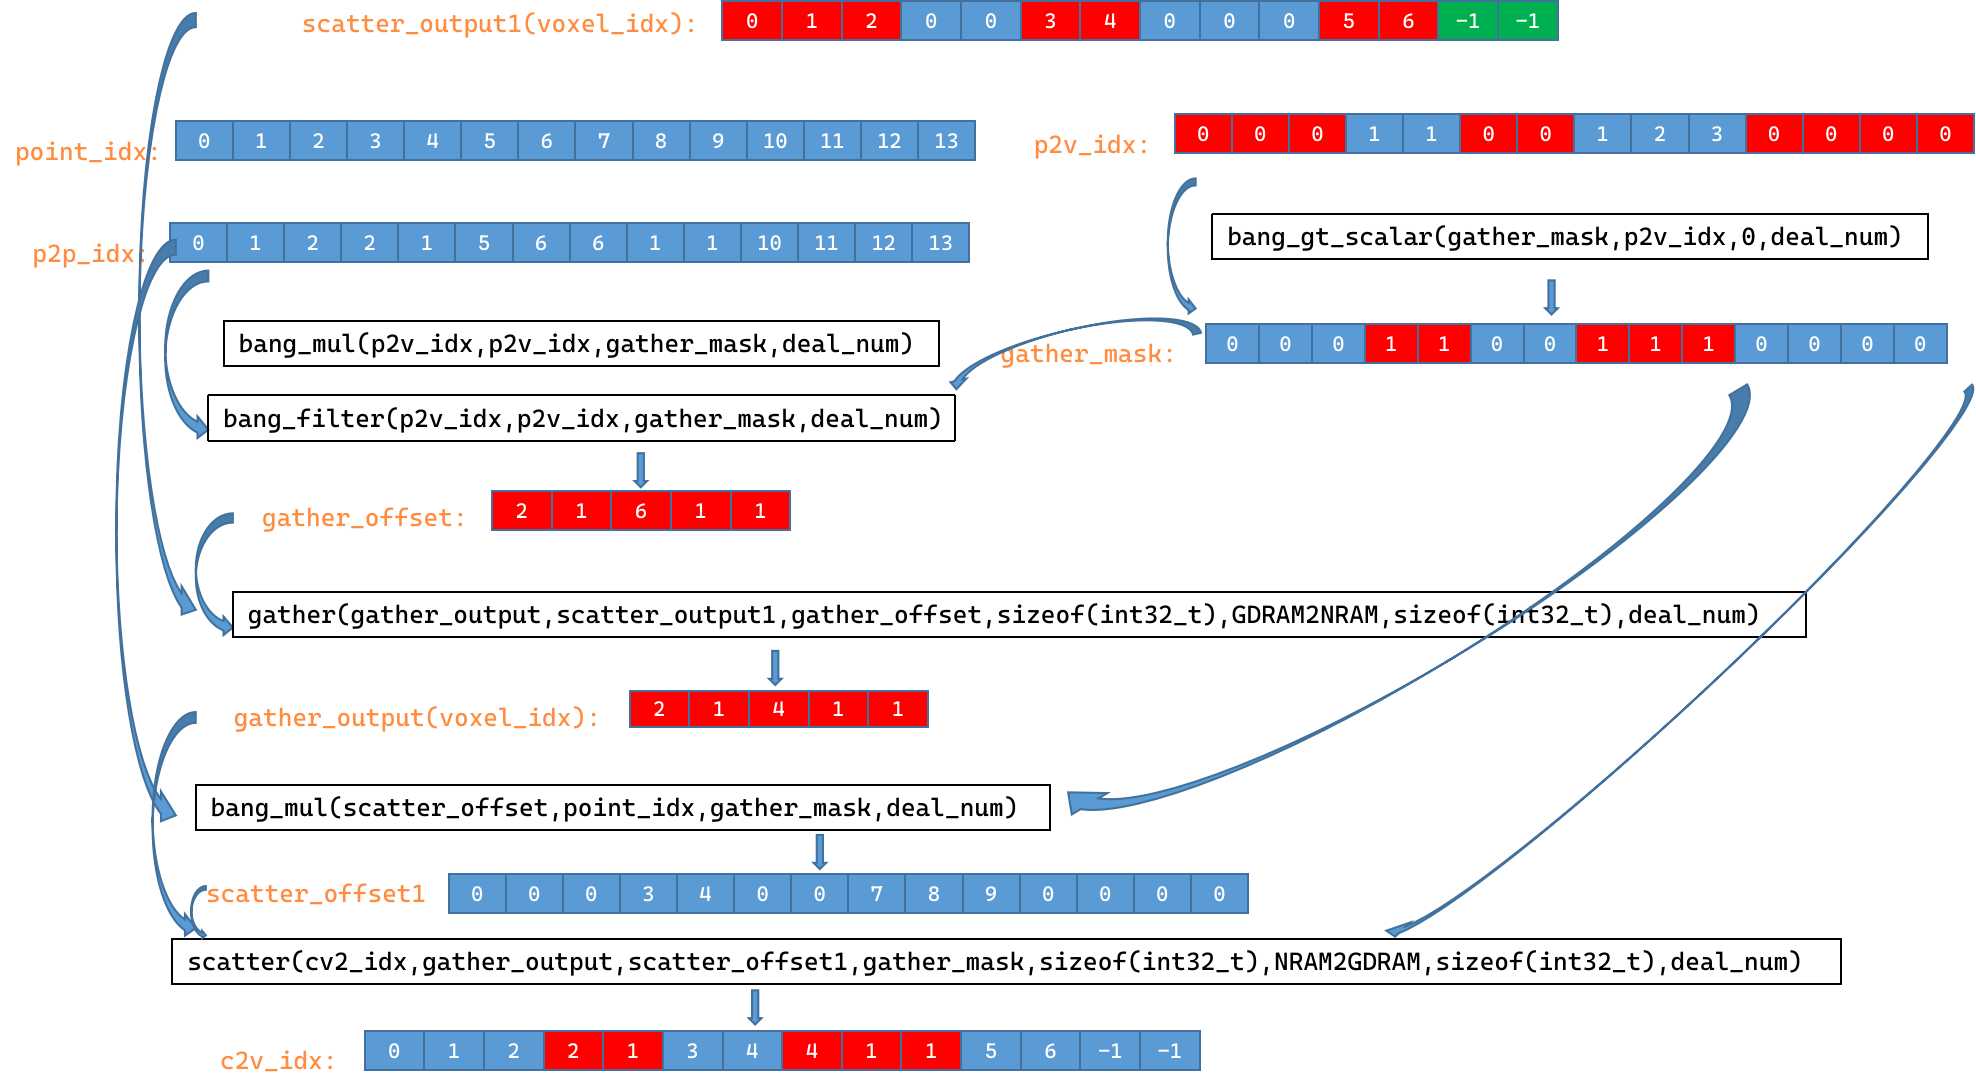 scatter_output1(voxel_idx): 0 1 2 0 0 3 4 0 0 0 5 6 -1 -1
point_idx: 0 1 2 3 4 5 6 7 8 9 10 11 12 13
p2v_idx: 0 0 0 1 1 0 0 1 2 3 0 0 0 0
p2p_idx: 0 1 2 2 1 5 6 6 1 1 10 11 12 13
bang_gt_scalar(gather_mask,p2v_idx,0,deal_num)
bang_mul(p2v_idx,p2v_idx,gather_mask,deal_num)
gather_mask: 0 0 0 1 1 0 0 1 1 1 0 0 0 0
bang_filter(p2v_idx,p2v_idx,gather_mask,deal_num)
gather_offset: 2 1 6 1 1
gather(gather_output,scatter_output1,gather_offset,sizeof(int32_t),GDRAM2NRAM,sizeof(int32_t),deal_num)
gather_output(voxel_idx): 2 1 4 1 1
bang_mul(scatter_offset,point_idx,gather_mask,deal_num)
scatter_offset1 0 0 0 3 4 0 0 7 8 9 0 0 0 0
scatter(cv2_idx,gather_output,scatter_offset1,gather_mask,sizeof(int32_t),NRAM2GDRAM,sizeof(int32_t),deal_num)
c2v_idx: 0 1 2 2 1 3 4 4 1 1 5 6 -1 -1